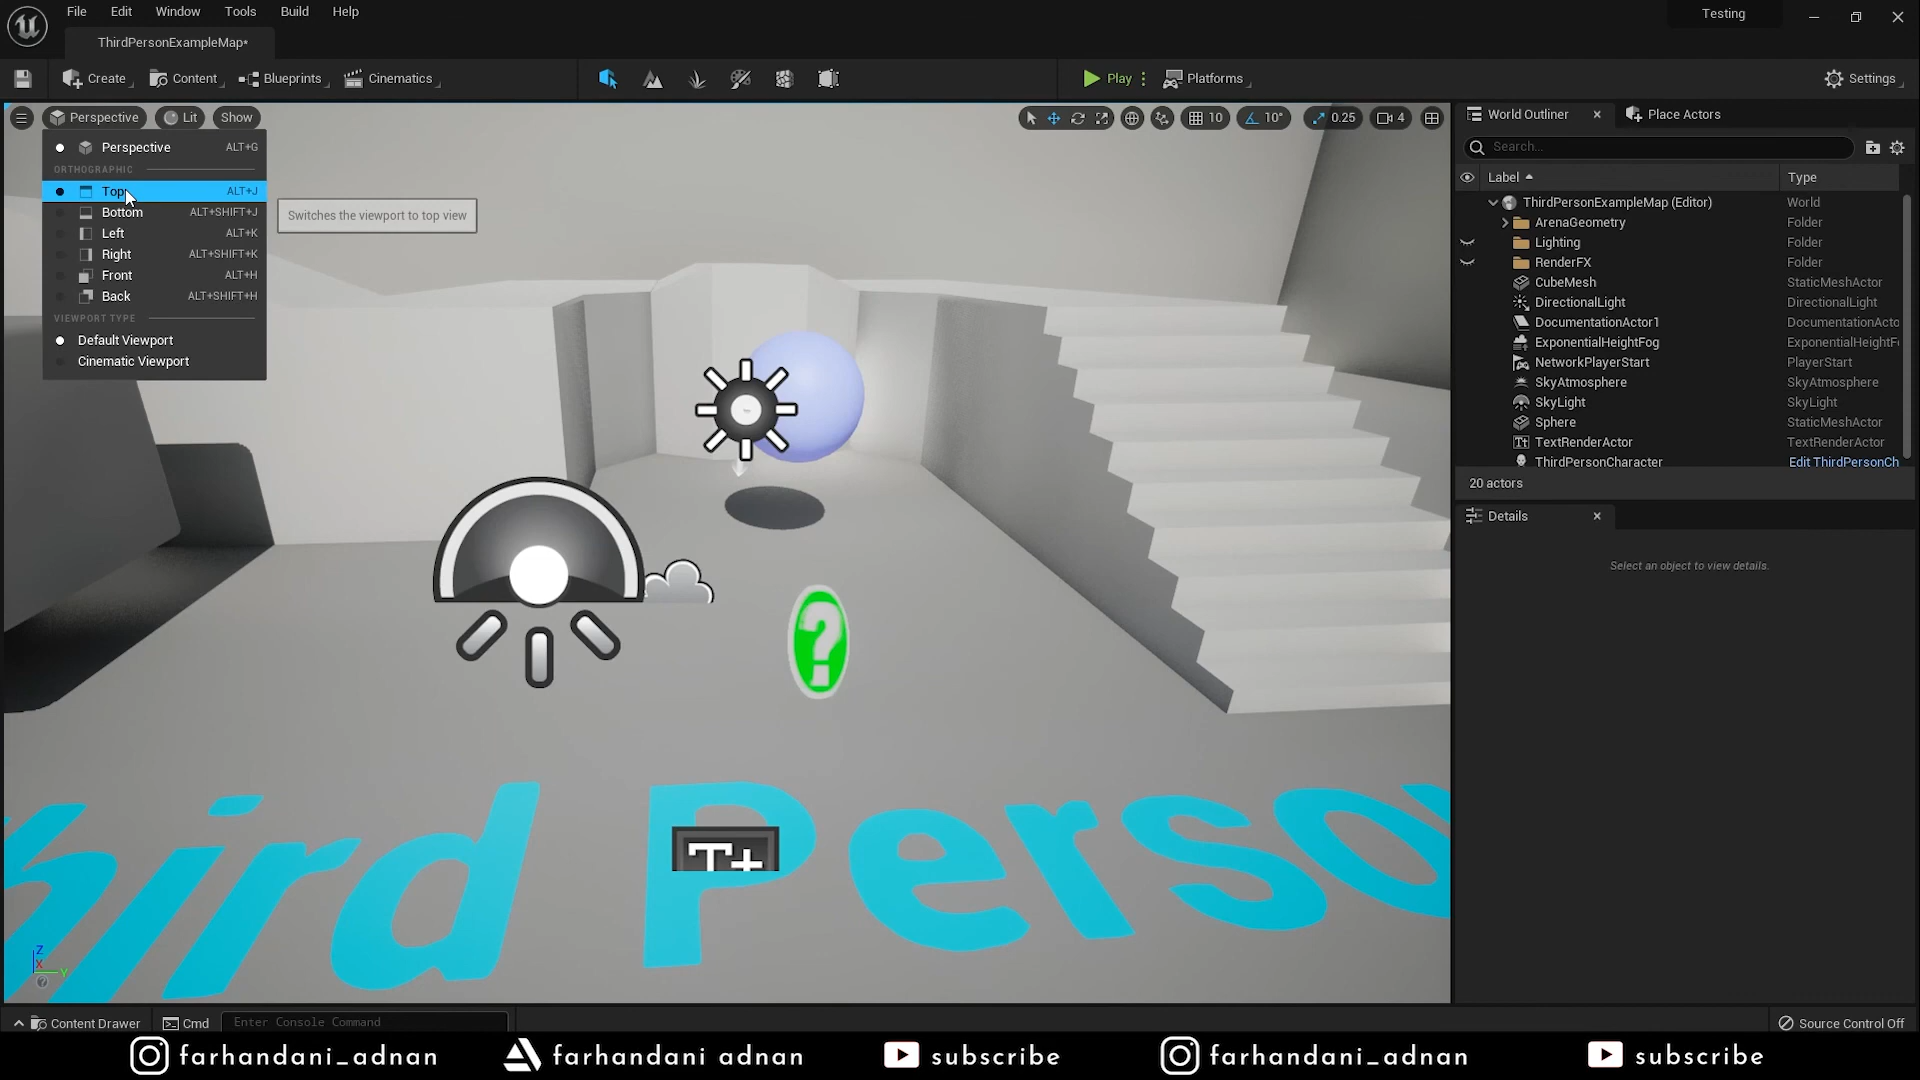 File Edit Window Tools Build Help
Testing
ThirdPersonExampleMap*
Create Content Blueprints Cinematics
Play Platforms
Settings
Perspective Lit Show
10 10° 0.25 4
Perspective ALT+G
ORTHOGRAPHIC
Top ALT+J
Switches the viewport to top view
Bottom ALT+SHIFT+J
Left ALT+K
Right ALT+SHIFT+K
Front ALT+H
Back ALT+SHIFT+H
VIEWPORT TYPE
Default Viewport
Cinematic Viewport
World Outliner Place Actors
Search...
Label Type
ThirdPersonExampleMap (Editor) World
ArenaGeometry Folder
Lighting Folder
RenderFX Folder
CubeMesh StaticMeshActor
DirectionalLight DirectionalLight
DocumentationActor1 DocumentationActo
ExponentialHeightFog ExponentialHeightF
NetworkPlayerStart PlayerStart
SkyAtmosphere SkyAtmosphere
SkyLight SkyLight
Sphere StaticMeshActor
TextRenderActor TextRenderActor
ThirdPersonCharacter Edit ThirdPersonCh
20 actors
Details
Select an object to view details.
?
hird Perso
T+
Z
X
Y
?
Content Drawer Cmd Enter Console Command
Source Control Off
farhandani_adnan farhandani adnan subscribe farhandani_adnan subscribe